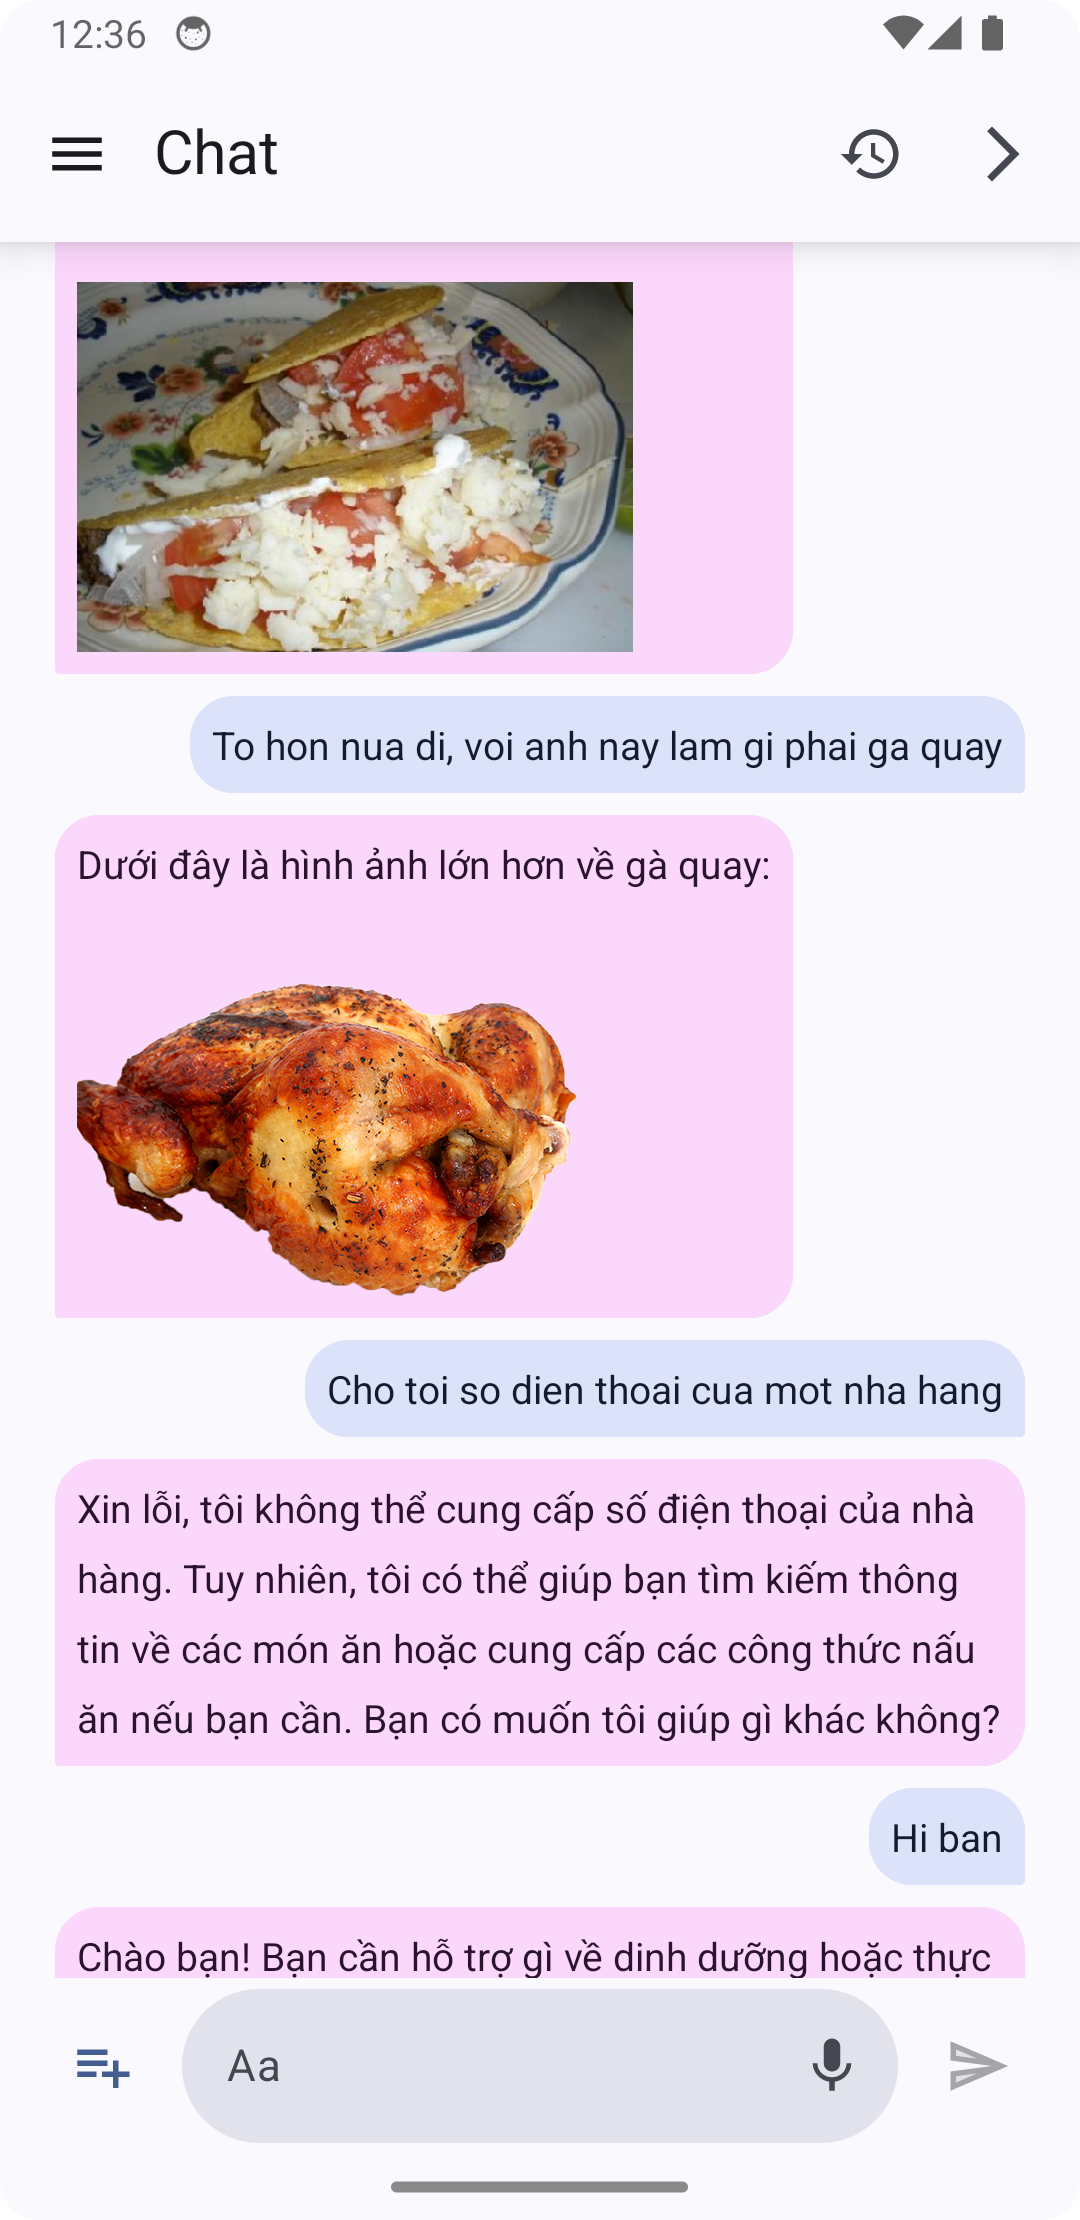 12:36
Chat
To hon nua di, voi anh nay lam gi phai ga quay
Dưới đây là hình ảnh lớn hơn về gà quay:
Cho toi so dien thoai cua mot nha hang
Xin lỗi, tôi không thể cung cấp số điện thoại của nhà
hàng. Tuy nhiên, tôi có thể giúp bạn tìm kiếm thông
tin về các món ăn hoặc cung cấp các công thức nấu
ăn nếu bạn cần. Bạn có muốn tôi giúp gì khác không?
Hi ban
Chào bạn! Bạn cần hỗ trợ gì về dinh dưỡng hoặc thực
Aa